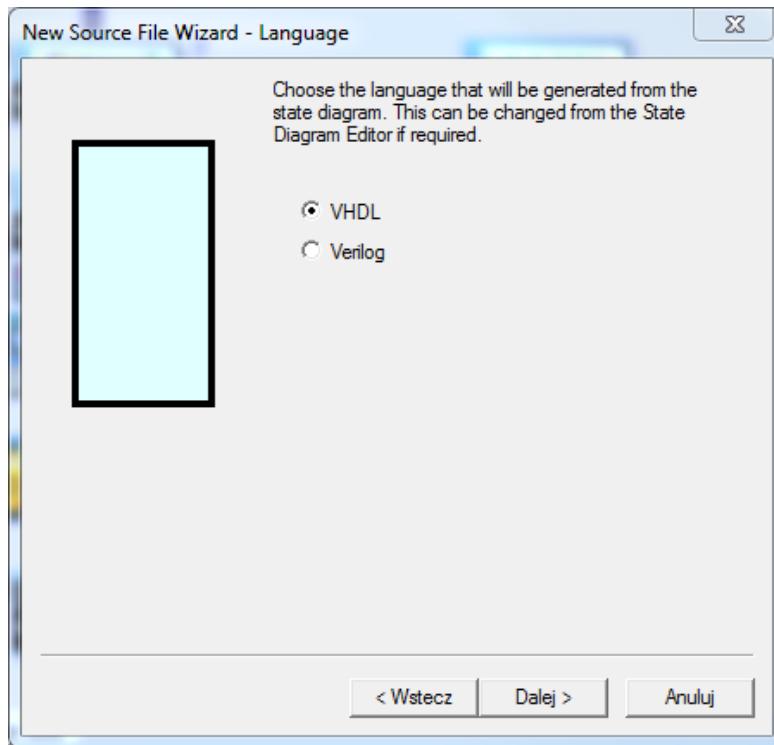 New Source File Wizard - Language
Choose the language that will be generated from the
state diagram. This can be changed from the State
Diagram Editor if required.
VHDL
Verilog
< Wstecz
Dalej >
Anuluj